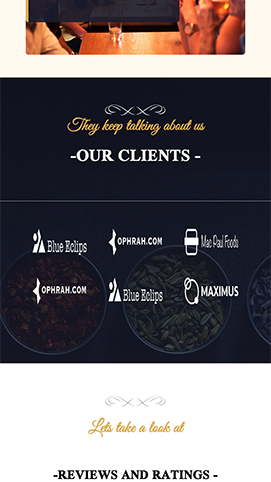 They keep talking about us
-OUR CLIENTS -
Blue Eclips
OPHRAH.COM
Mac Paul Foods
OPHRAH.COM
Blue Eclips
MAXIMUS
Lets take a look at
-REVIEWS AND RATINGS -